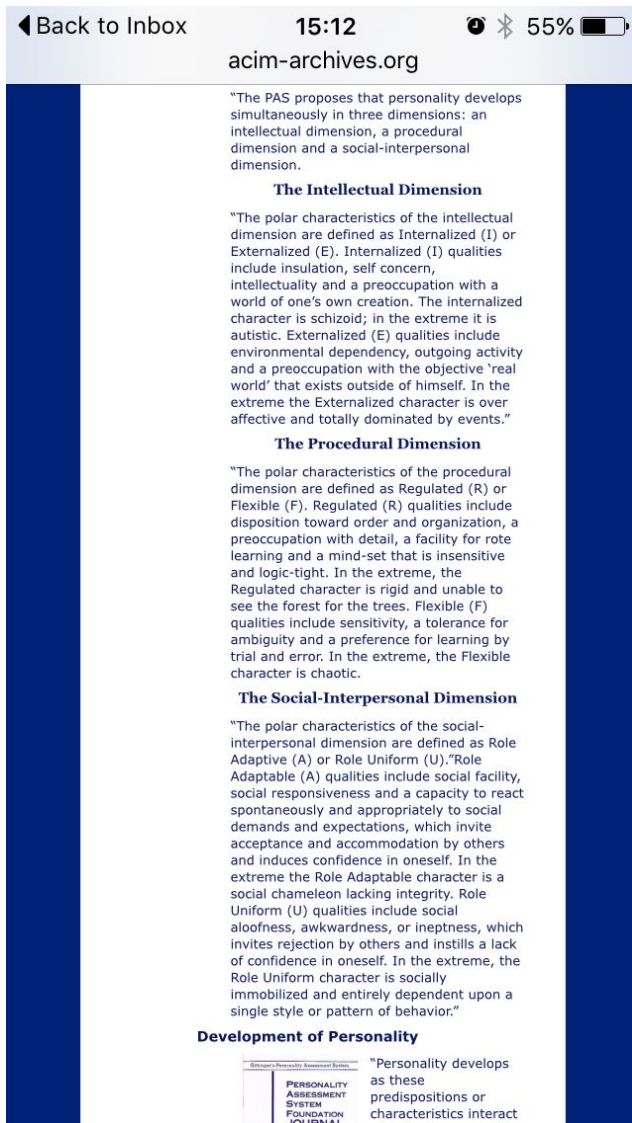 Back to Inbox
15:12
55%
acim-archives.org
“The PAS proposes that personality develops
simultaneously in three dimensions: an
intellectual dimension, a procedural
dimension and a social-interpersonal
dimension.
The Intellectual Dimension
“The polar characteristics of the intellectual
dimension are defined as Internalized (I) or
Externalized (E). Internalized (I) qualities
include insulation, self concern,
intellectuality and a preoccupation with a
world of one’s own creation. The internalized
character is schizoid; in the extreme it is
autistic. Externalized (E) qualities include
environmental dependency, outgoing activity
and a preoccupation with the objective ‘real
world’ that exists outside of himself. In the
extreme the Externalized character is over
affective and totally dominated by events.”
The Procedural Dimension
“The polar characteristics of the procedural
dimension are defined as Regulated (R) or
Flexible (F). Regulated (R) qualities include
disposition toward order and organization, a
preoccupation with detail, a facility for rote
learning and a mind-set that is insensitive
and logic-tight. In the extreme, the
Regulated character is rigid and unable to
see the forest for the trees. Flexible (F)
qualities include sensitivity, a tolerance for
ambiguity and a preference for learning by
trial and error. In the extreme, the Flexible
character is chaotic.
The Social-Interpersonal Dimension
“The polar characteristics of the social-
interpersonal dimension are defined as Role
Adaptive (A) or Role Uniform (U).”Role
Adaptable (A) qualities include social facility,
social responsiveness and a capacity to react
spontaneously and appropriately to social
demands and expectations, which invite
acceptance and accommodation by others
and induces confidence in oneself. In the
extreme the Role Adaptable character is a
social chameleon lacking integrity. Role
Uniform (U) qualities include social
aloofness, awkwardness, or ineptness, which
invites rejection by others and instills a lack
of confidence in oneself. In the extreme, the
Role Uniform character is socially
immobilized and entirely dependent upon a
single style or pattern of behavior.”
Development of Personality
Gittinger's Personality Assessment System
PERSONALITY
ASSESSMENT
SYSTEM
FOUNDATION
JOURNAL
“Personality develops
as these
predispositions or
characteristics interact